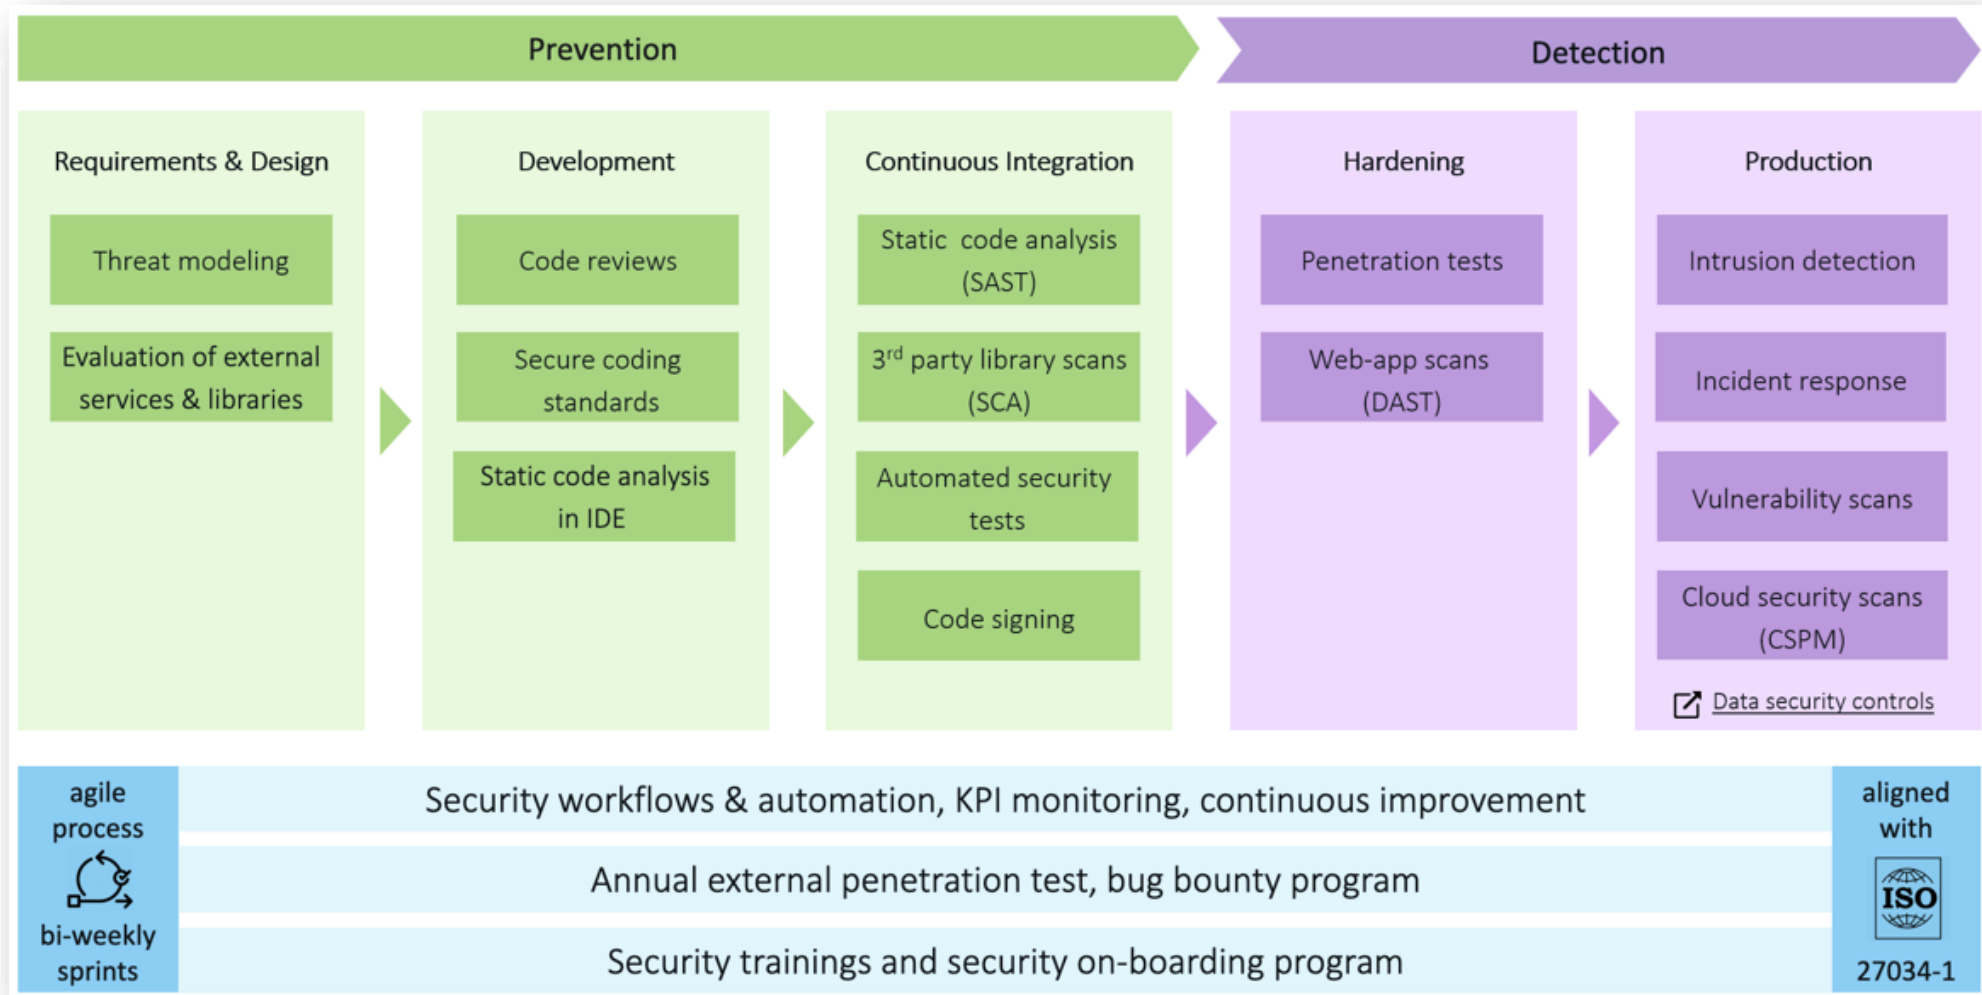 Prevention
Detection
Requirements & Design
Threat modeling
Evaluation of external
services & libraries
Development
Code reviews
Secure coding
standards
Static code analysis
in IDE
Continuous Integration
Static  code analysis
(SAST)
3rd party library scans
(SCA)
Automated security
tests
Code signing
Hardening
Penetration tests
Web-app scans
(DAST)
Production
Intrusion detection
Incident response
Vulnerability scans
Cloud security scans
(CSPM)
Data security controls
agile
process
bi-weekly
sprints
Security workflows & automation, KPI monitoring, continuous improvement
Annual external penetration test, bug bounty program
Security trainings and security on-boarding program
aligned
with
ISO
27034-1